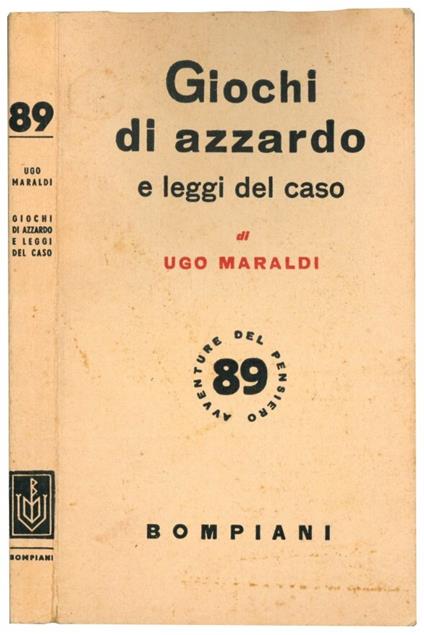 89
UGO
MARALDI
GIOCHI
DI AZZARDO
E LEGGI
DEL CASO
BOMPIANI
Giochi
di azzardo
e leggi del caso
di
UGO MARALDI
AVVENTURE DEL PENSIERO
89
BOMPIANI